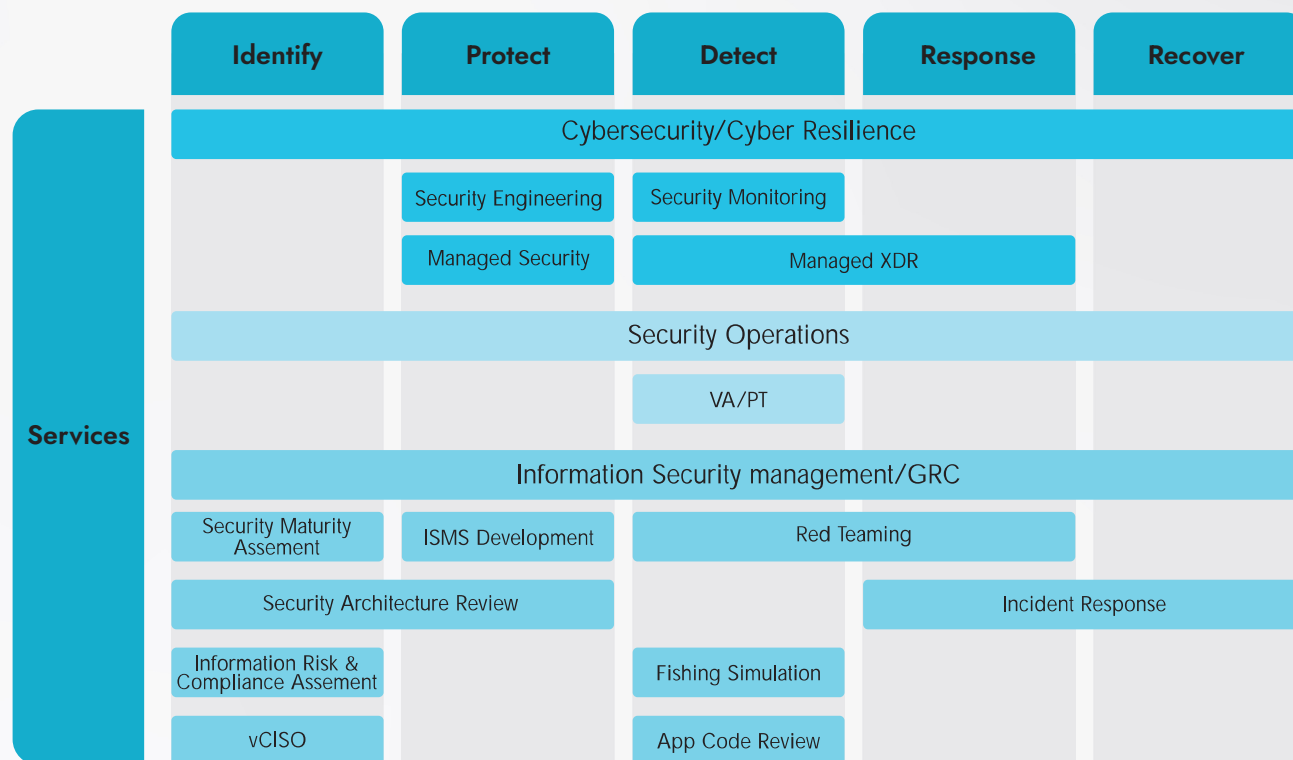 Identify
Protect
Detect
Response
Recover
Services
Cybersecurity/Cyber Resilience
Security Engineering
Security Monitoring
Managed Security
Managed XDR
Security Operations
VA/PT
Information Security management/GRC
Security Maturity
Assement
ISMS Development
Red Teaming
Security Architecture Review
Incident Response
Information Risk &
Compliance Assement
Fishing Simulation
vCISO
App Code Review